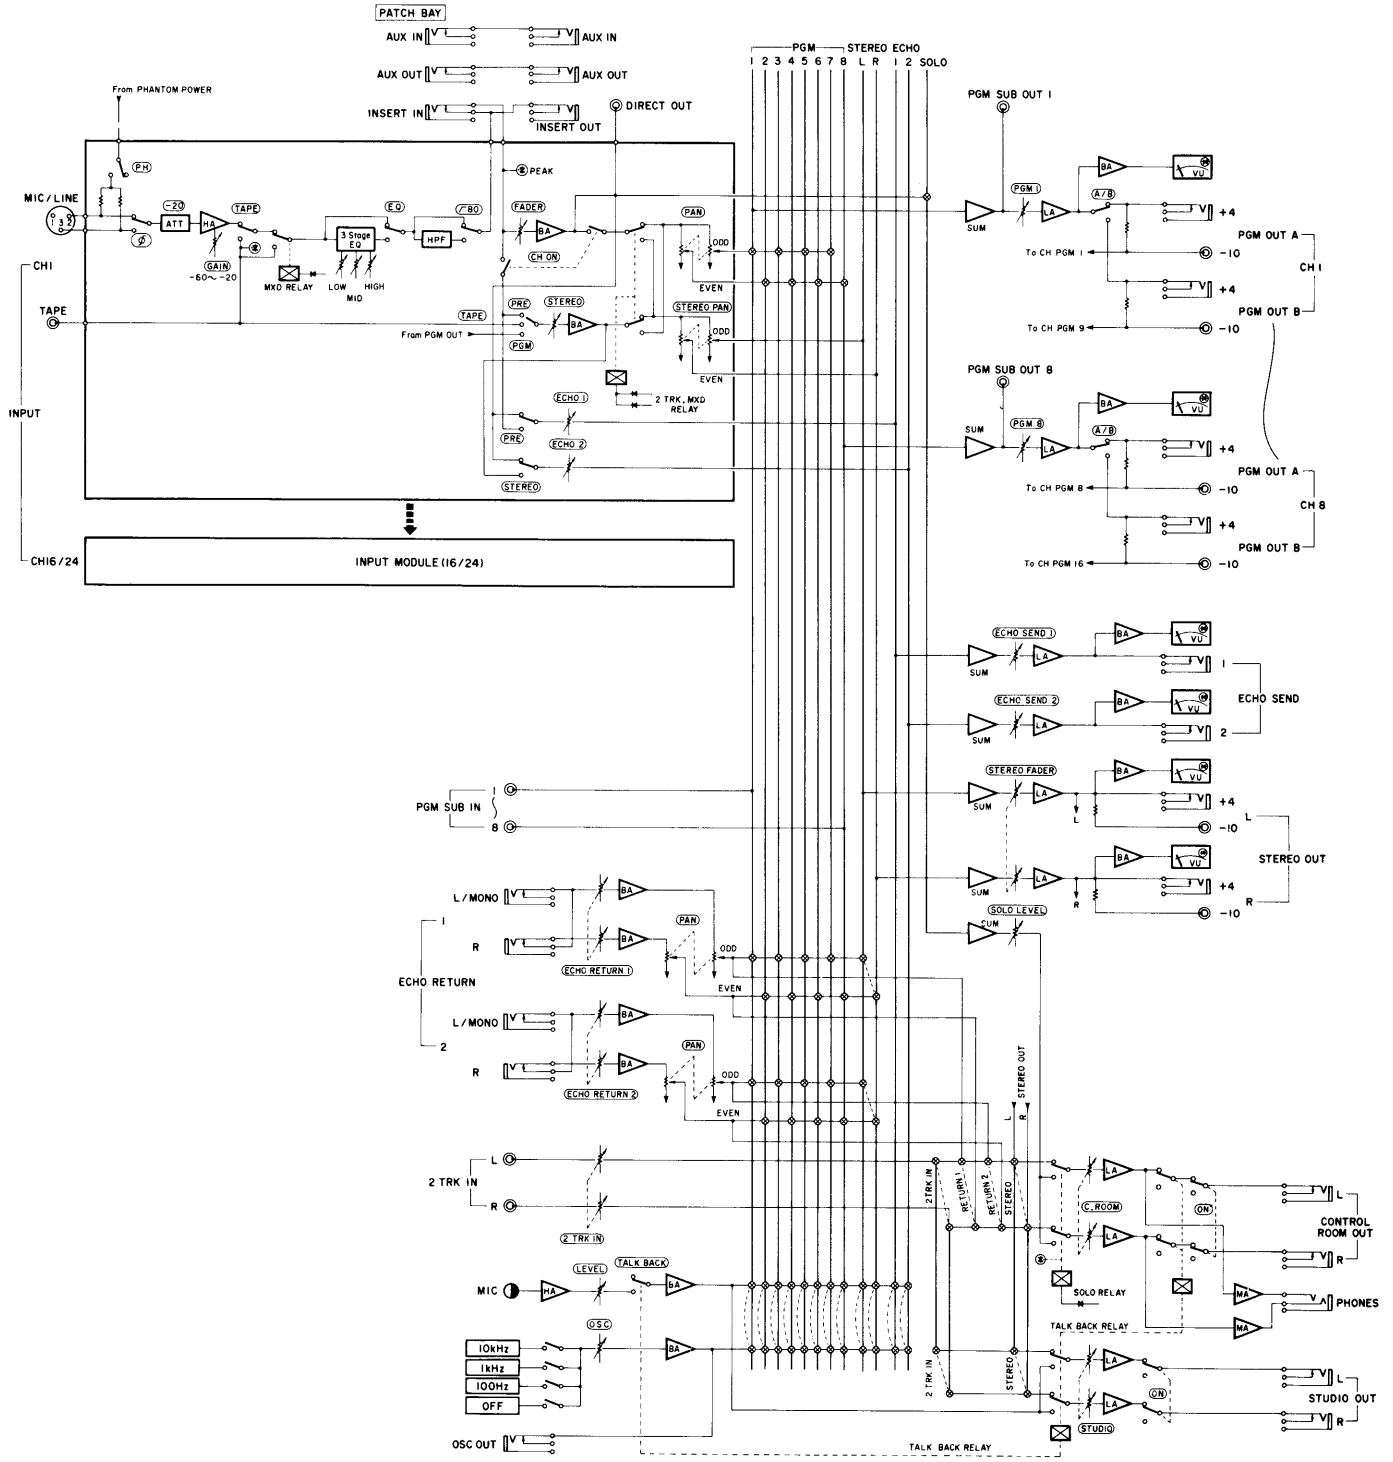 PATCH BAY
AUX IN
AUX IN
AUX OUT
AUX OUT
INSERT IN
INSERT OUT
DIRECT OUT
PGM
STEREO ECHO
1 2 3 4 5 6 7 8 L R 1 2 SOLO
From PHANTOM POWER
PH
MIC/LINE
1 3 2
Ø
-20
ATT
HA
GAIN
-60~-20
TAPE
MXD RELAY
3 Stage
EQ
LOW
MID
HIGH
EQ
HPF
80
PEAK
FADER
BA
CH ON
PAN
ODD
EVEN
CH1
TAPE
INPUT
CH16/24
TAPE
From PGM OUT
PRE
PGM
STEREO
BA
STEREO PAN
ODD
EVEN
2 TRK, MXD
RELAY
ECHO 1
PRE
ECHO 2
STEREO
INPUT MODULE (16/24)
PGM SUB OUT 1
SUM
PGM 1
LA
BA
VU
A/B
+4
PGM OUT A
To CH PGM 1
-10
CH 1
+4
PGM OUT B
To CH PGM 9
-10
PGM SUB OUT 8
SUM
PGM 8
LA
BA
VU
A/B
+4
PGM OUT A
To CH PGM 8
-10
CH 8
+4
PGM OUT B
To CH PGM 16
-10
ECHO SEND 1
SUM
LA
BA
VU
1
ECHO SEND
ECHO SEND 2
SUM
LA
BA
VU
2
STEREO FADER
SUM
LA
L
BA
VU
+4
L
-10
STEREO OUT
SUM
LA
R
BA
VU
+4
R
-10
SOLO LEVEL
SUM
PGM SUB IN
1
8
ECHO RETURN
1
L/MONO
BA
R
BA
PAN
ODD
ECHO RETURN 1
EVEN
2
L/MONO
BA
R
BA
PAN
ODD
ECHO RETURN 2
EVEN
2 TRK IN
L
R
2 TRK IN
2 TRK IN
RETURN 1
RETURN 2
STEREO
L
R
STEREO OUT
C.ROOM
LA
LA
ON
L
CONTROL
ROOM OUT
R
SOLO RELAY
MA
MA
PHONES
TALK BACK RELAY
MIC
HA
LEVEL
TALK BACK
BA
OSC
BA
10kHz
1kHz
100Hz
OFF
OSC OUT
2 TRK IN
STEREO
LA
LA
STUDIO
ON
L
STUDIO OUT
R
TALK BACK RELAY